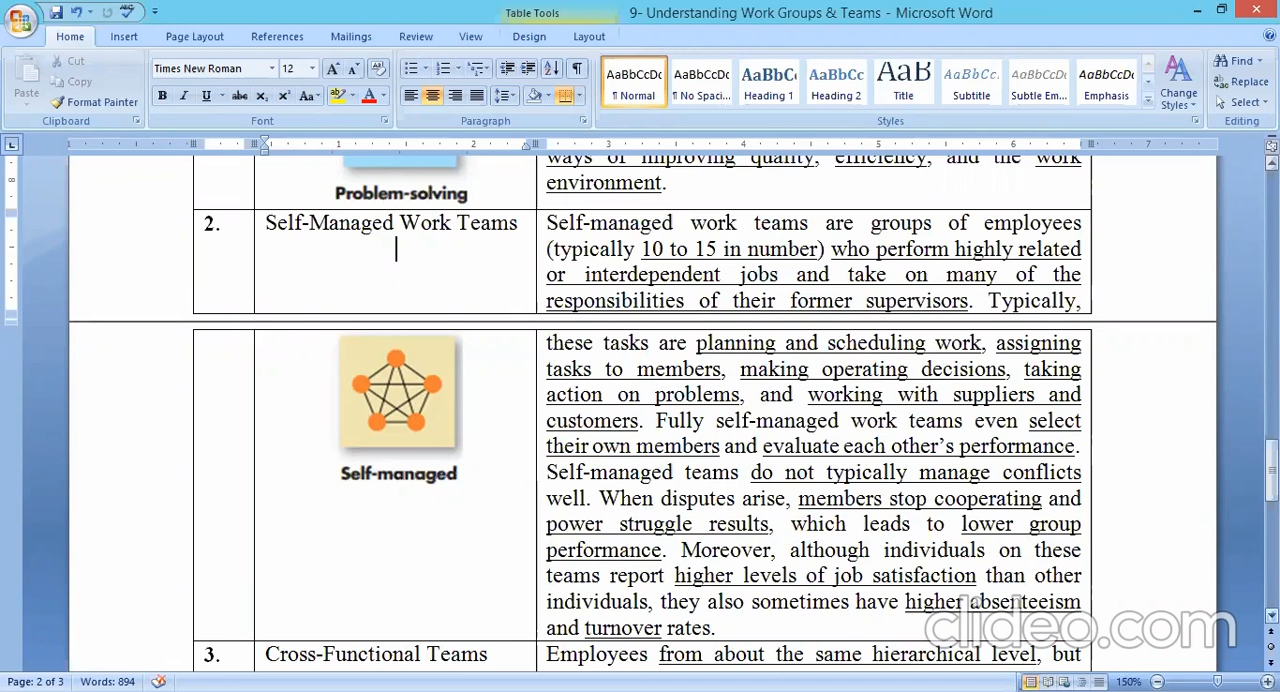 Table Tools
9- Understanding Work Groups & Teams - Microsoft Word
Home Insert Page Layout References Mailings Review View Design Layout
Cut
Copy
Format Painter
Paste
Clipboard
Times New Roman 12
Font
Paragraph
AaBbCcDc AaBbCcDc AaBbC AaBbCc AaB AaBbCc. AaBbCcDc AaBbCcDc
¶ Normal ¶ No Spaci... Heading 1 Heading 2 Title Subtitle Subtle Em... Emphasis
Change
Styles
Styles
Find
Replace
Select
Editing
Problem-solving
ways of improving quality, efficiency, and the work
environment.
2. Self-Managed Work Teams
Self-managed work teams are groups of employees
(typically 10 to 15 in number) who perform highly related
or interdependent jobs and take on many of the
responsibilities of their former supervisors. Typically,
Self-managed
these tasks are planning and scheduling work, assigning
tasks to members, making operating decisions, taking
action on problems, and working with suppliers and
customers. Fully self-managed work teams even select
their own members and evaluate each other’s performance.
Self-managed teams do not typically manage conflicts
well. When disputes arise, members stop cooperating and
power struggle results, which leads to lower group
performance. Moreover, although individuals on these
teams report higher levels of job satisfaction than other
individuals, they also sometimes have higher absenteeism
and turnover rates.
3. Cross-Functional Teams
Employees from about the same hierarchical level, but
clideo.com
Page: 2 of 3 Words: 894 150%